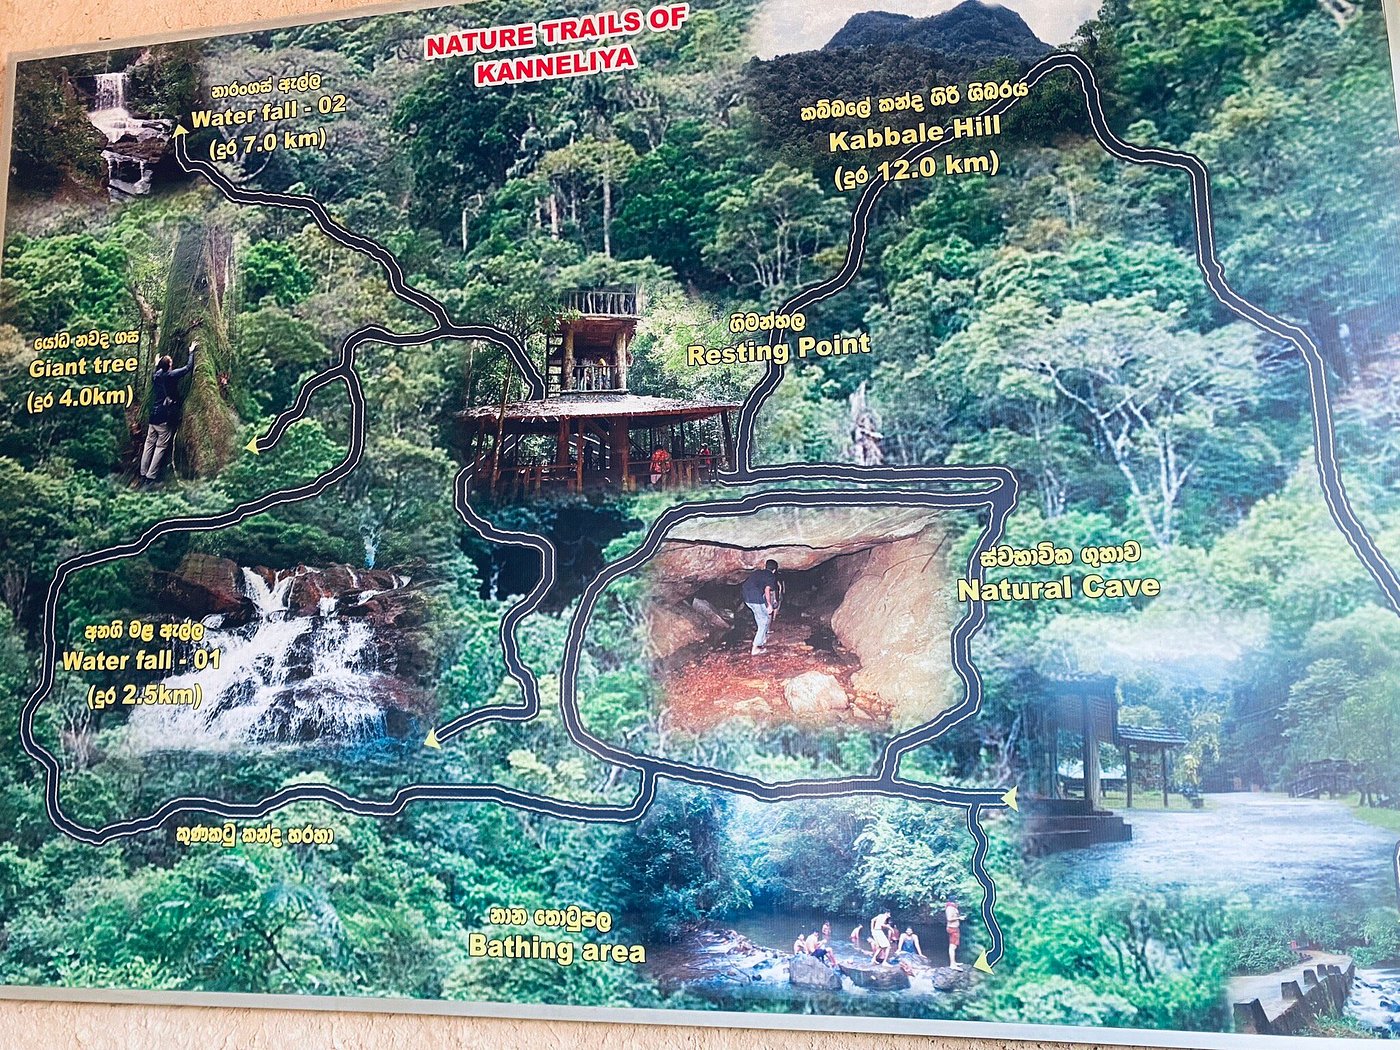 NATURE TRAILS OF
KANNELIYA
නාරංගස් ඇල්ල
Water fall - 02
(දුර 7.0 km)
කබ්බලේ කන්ද ගිරි ශිඛරය
Kabbale Hill
(දුර 12.0 km)
යෝධ නවද ගස
Giant tree
(දුර 4.0km)
ගිමන්හල
Resting Point
ස්වභාවික ගුහාව
Natural Cave
අනගි මළ ඇල්ල
Water fall - 01
(දුර 2.5km)
කුණකටු කන්ද හරහා
නාන තොටුපල
Bathing area